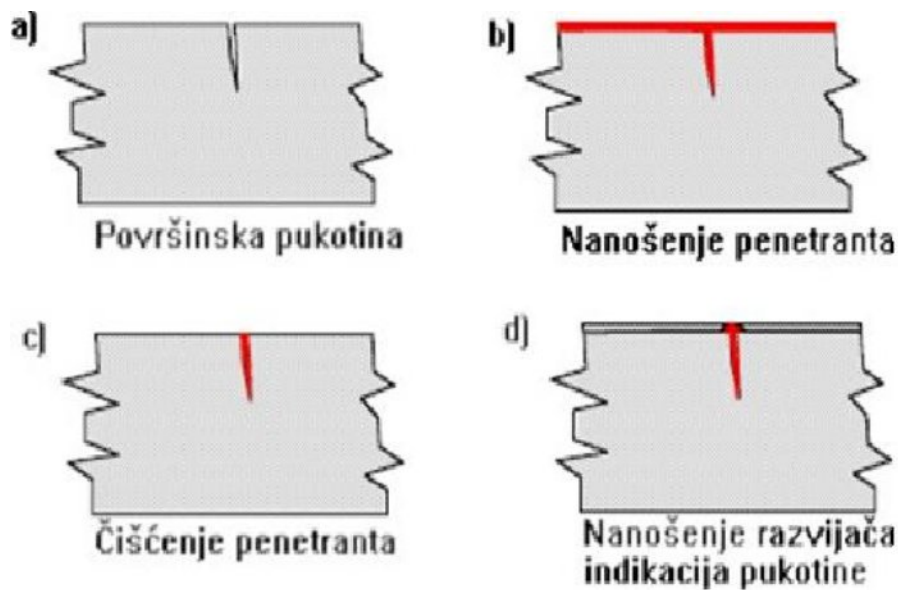 a)
Površinska pukotina
b)
Nanošenje penetranta
c)
Čišćenje penetranta
d)
Nanošenje razvijača
indikacija pukotine